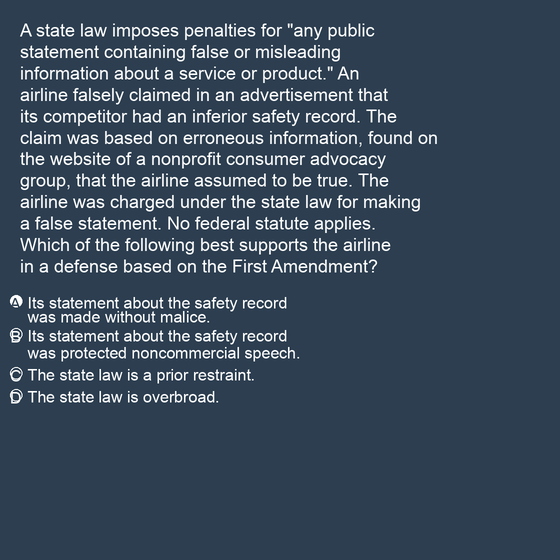 A state law imposes penalties for "any public
statement containing false or misleading
information about a service or product." An
airline falsely claimed in an advertisement that
its competitor had an inferior safety record. The
claim was based on erroneous information, found on
the website of a nonprofit consumer advocacy
group, that the airline assumed to be true. The
airline was charged under the state law for making
a false statement. No federal statute applies.
Which of the following best supports the airline
in a defense based on the First Amendment?
A Its statement about the safety record
was made without malice.
B Its statement about the safety record
was protected noncommercial speech.
C The state law is a prior restraint.
D The state law is overbroad.